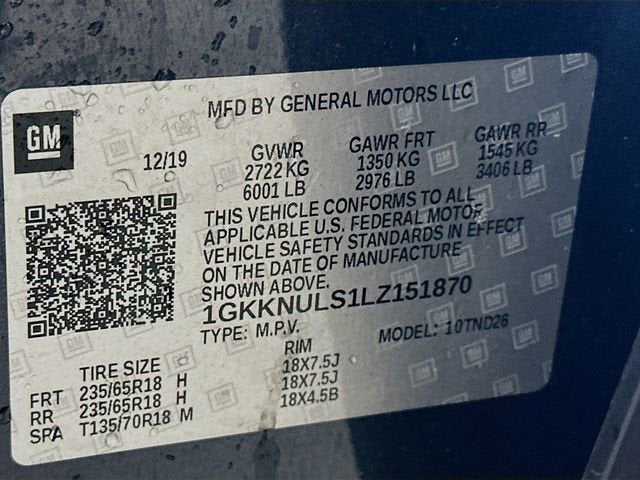 MFD BY GENERAL MOTORS LLC
GM
12/19
GVWR GAWR FRT GAWR RR
2722 KG 1350 KG 1545 KG
6001 LB 2976 LB 3406 LB
THIS VEHICLE CONFORMS TO ALL
APPLICABLE U.S. FEDERAL MOTOR
VEHICLE SAFETY STANDARDS IN EFFECT
ON THE DATE OF MANUFACTURE
SHOWN ABOVE.
1GKKNULS1LZ151870
TYPE: M.P.V. MODEL: 10TND26
TIRE SIZE RIM
FRT 235/65R18 H 18X7.5J
RR 235/65R18 H 18X7.5J
SPA T135/70R18 M 18X4.5B